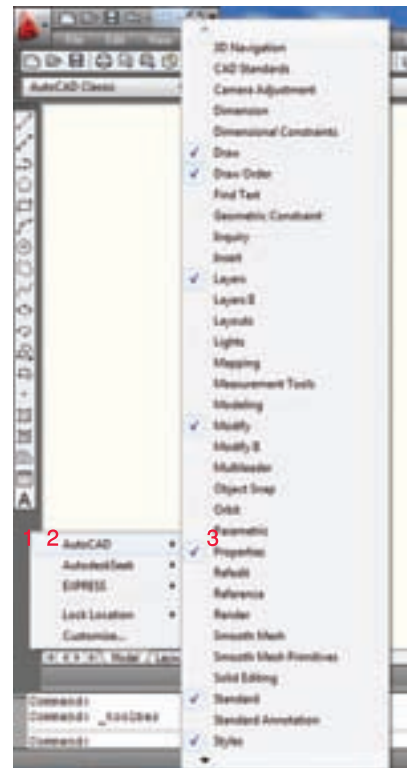 AutoCAD Classic
3D Navigation
CAD Standards
Camera Adjustment
Dimension
Dimensional Constraints
Draw
Draw Order
Find Text
Geometric Constraint
Inquiry
Insert
Layers
Layers II
Layouts
Lights
Mapping
Measurement Tools
Modeling
Modify
Modify II
Multileader
Object Snap
Orbit
Parametric
Properties
Refedit
Reference
Render
Smooth Mesh
Smooth Mesh Primitives
Solid Editing
Standard
Standard Annotation
Styles
A
1 2 3
AutoCAD
AutodeskSeek
EXPRESS
Lock Location
Customize...
Model
Command:
Command: _toolbar
Command: